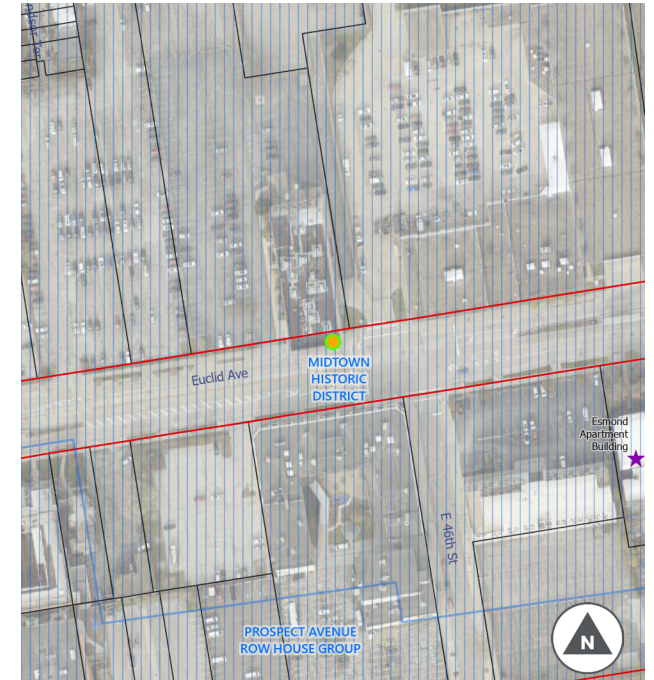 Euclid Ave
MIDTOWN
HISTORIC
DISTRICT
Esmond
Apartment
Building
E 46th St
PROSPECT AVENUE
ROW HOUSE GROUP
N